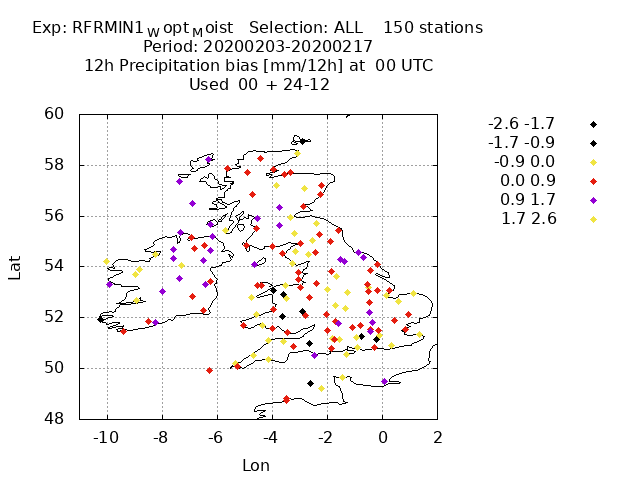 Exp: RFRMIN1 W opt M oist Selection: ALL 150 stations
Period: 20200203-20200217
12h Precipitation bias [mm/12h] at 00 UTC
Used 00 + 24-12
60
58
56
54
52
50
48
-10 -8 -6 -4 -2 0 2
Lat
Lon
-2.6 -1.7
-1.7 -0.9
-0.9 0.0
0.0 0.9
0.9 1.7
1.7 2.6